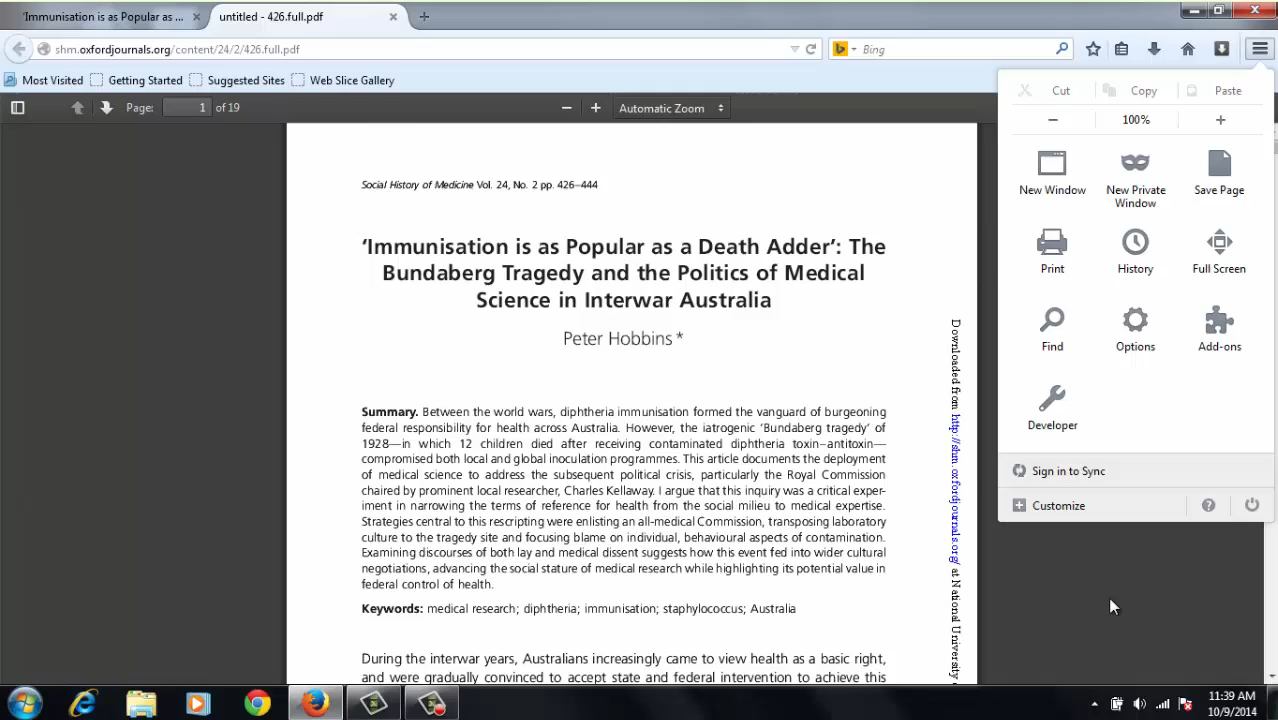 'Immunisation is as Popular as ...
untitled - 426.full.pdf
shm.oxfordjournals.org/content/24/2/426.full.pdf
Bing
Most Visited
Getting Started
Suggested Sites
Web Slice Gallery
Page: 1 of 19
Automatic Zoom
Cut
Copy
Paste
100%
New Window
New Private Window
Save Page
Print
History
Full Screen
Find
Options
Add-ons
Developer
Sign in to Sync
Customize
Social History of Medicine Vol. 24, No. 2 pp. 426–444
‘Immunisation is as Popular as a Death Adder’: The
Bundaberg Tragedy and the Politics of Medical
Science in Interwar Australia
Peter Hobbins*
Summary. Between the world wars, diphtheria immunisation formed the vanguard of burgeoning
federal responsibility for health across Australia. However, the iatrogenic ‘Bundaberg tragedy’ of
1928—in which 12 children died after receiving contaminated diphtheria toxin–antitoxin—
compromised both local and global inoculation programmes. This article documents the deployment
of medical science to address the subsequent political crisis, particularly the Royal Commission
chaired by prominent local researcher, Charles Kellaway. I argue that this inquiry was a critical exper-
iment in narrowing the terms of reference for health from the social milieu to medical expertise.
Strategies central to this rescripting were enlisting an all-medical Commission, transposing laboratory
culture to the tragedy site and focusing blame on individual, behavioural aspects of contamination.
Examining discourses of both lay and medical dissent suggests how this event fed into wider cultural
negotiations, advancing the social stature of medical research while highlighting its potential value in
federal control of health.
Keywords: medical research; diphtheria; immunisation; staphylococcus; Australia
During the interwar years, Australians increasingly came to view health as a basic right,
and were gradually convinced to accept state and federal intervention to achieve this
Downloaded from http://shm.oxfordjournals.org/ at National University
11:39 AM
10/9/2014